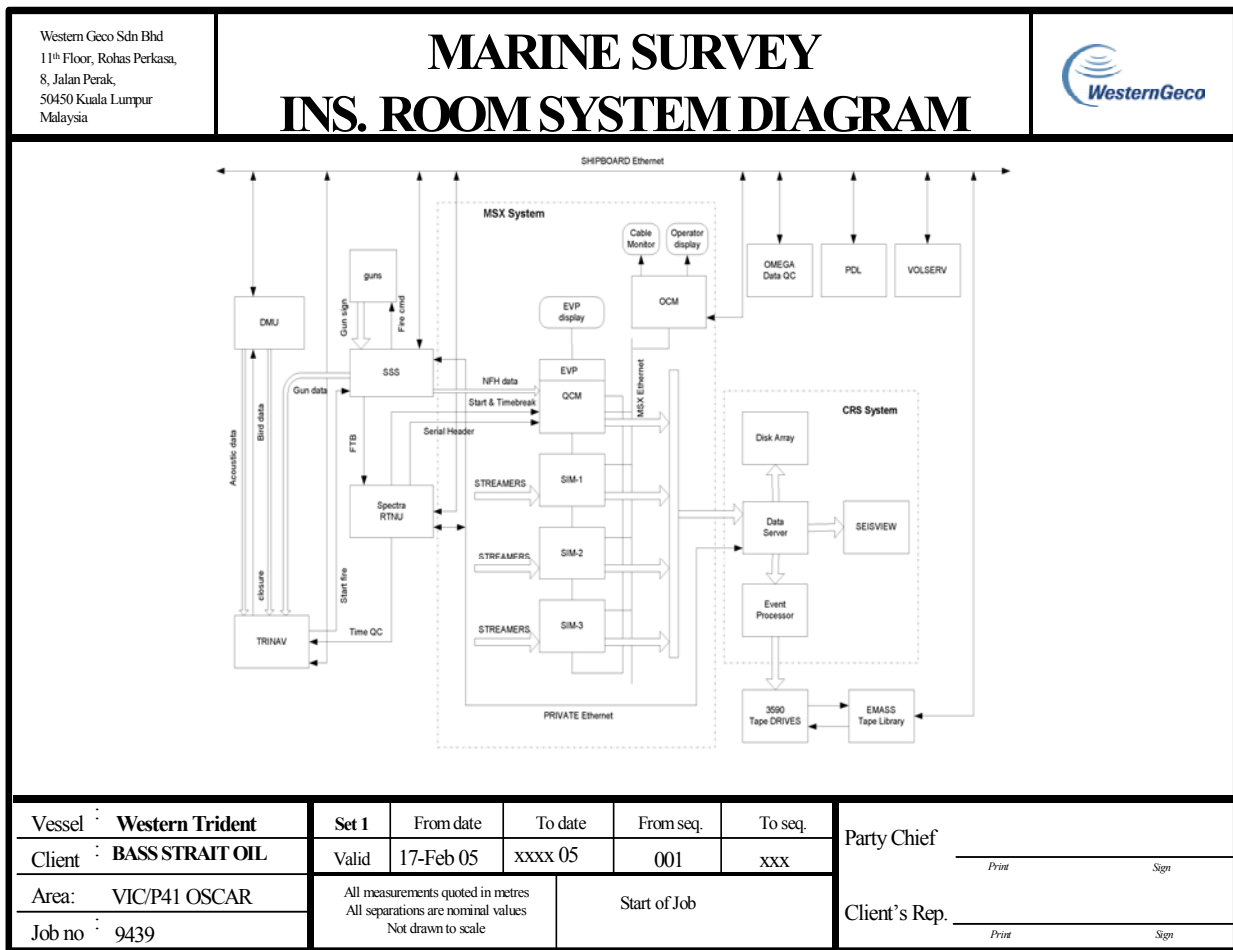 Western Geco Sdn Bhd
11th Floor, Rohas Perkasa,
8, Jalan Perak,
50450 Kuala Lumpur
Malaysia
MARINE SURVEY
INS. ROOM SYSTEM DIAGRAM
WesternGeco
SHIPBOARD Ethernet
MSX System
Cable
Monitor
Operator
display
OMEGA
Data QC
PDL
VOLSERV
guns
OCM
DMU
EVP
display
Gun sign
Fire cmd
SSS
EVP
QCM
NFH data
Gun data
Start & Timebreak
Serial Header
MSX Ethernet
CRS System
Acoustic data
Bird data
FTB
Disk Array
STREAMERS
SIM-1
Spectra
RTNU
Data
Server
SEISVIEW
STREAMERS
SIM-2
closure
Start fire
Event
Processor
STREAMERS
SIM-3
TRINAV
Time QC
PRIVATE Ethernet
3590
Tape DRIVES
EMASS
Tape Library
Vessel : Western Trident
Client : BASS STRAIT OIL
Area: VIC/P41 OSCAR
Job no : 9439
Set 1 From date To date From seq. To seq.
Valid 17-Feb 05 xxxx 05 001 xxx
All measurements quoted in metres
All separations are nominal values
Not drawn to scale
Start of Job
Party Chief
Print Sign
Client's Rep.
Print Sign